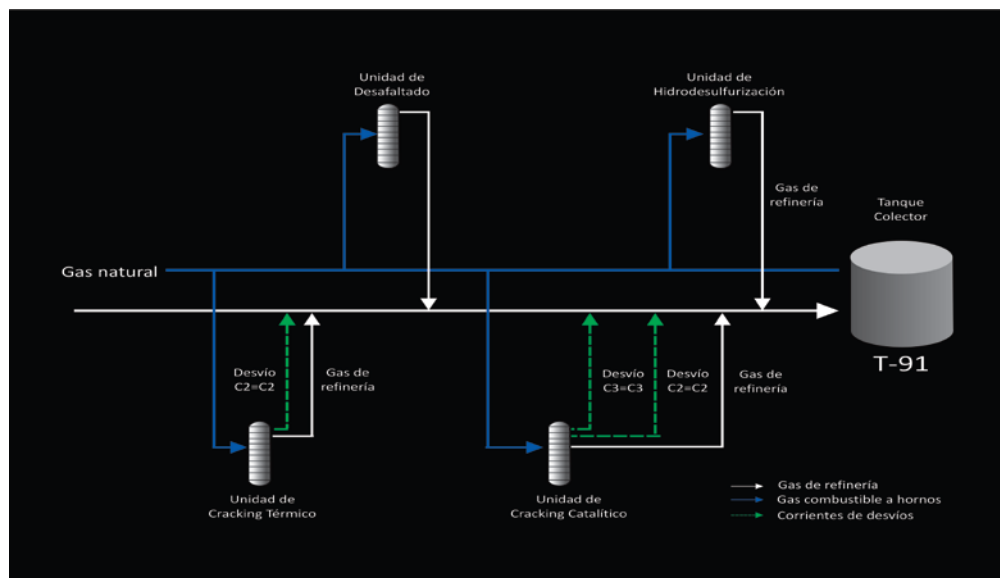 Unidad de
Desafaltado
Unidad de
Hidrodesulfurización
Gas de
refinería
Tanque
Colector
Gas natural
T-91
Desvío
C2=C2
Gas de
refinería
Desvío
C3=C3
Desvío
C2=C2
Gas de
refinería
Unidad de
Cracking Térmico
Unidad de
Cracking Catalítico
Gas de refinería
Gas combustible a hornos
Corrientes de desvíos